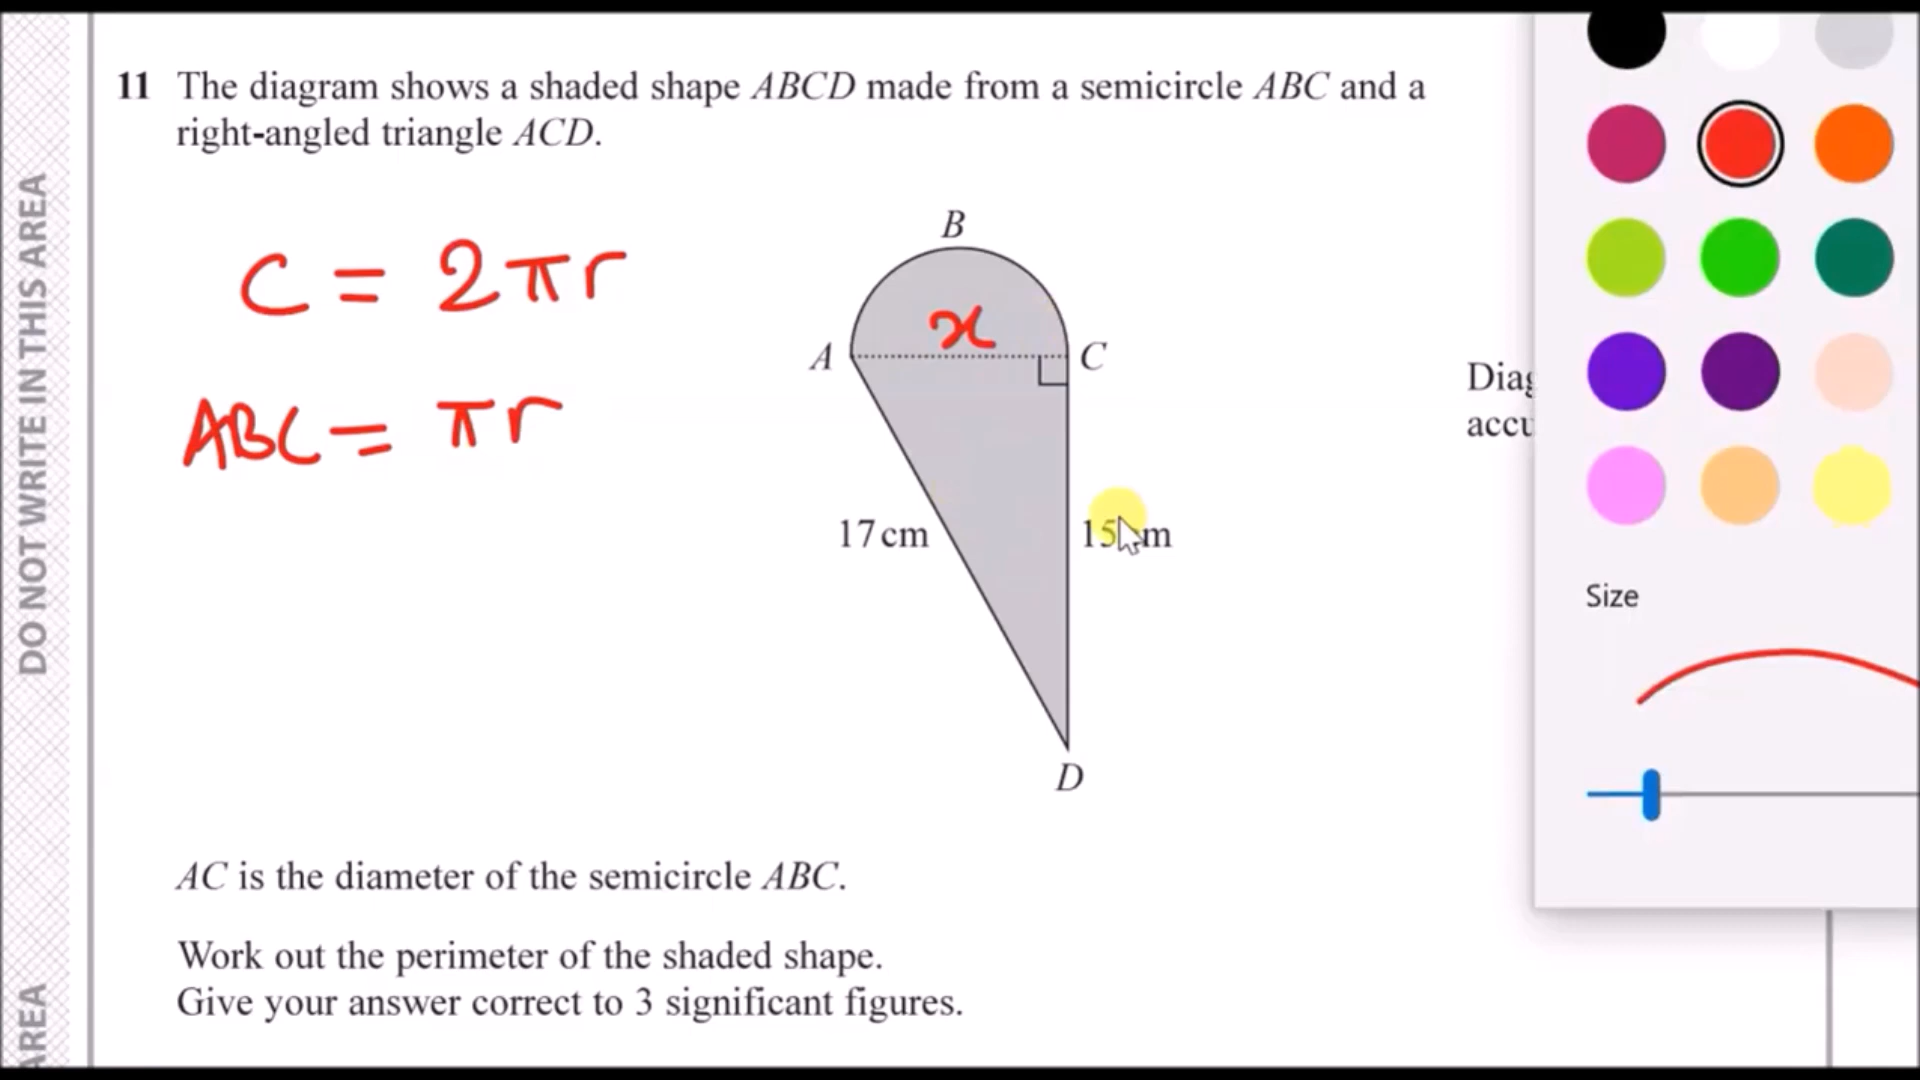 11 The diagram shows a shaded shape ABCD made from a semicircle ABC and a
right-angled triangle ACD.
B
C = 2πr
x
A
C
ABC = πr
17 cm
D
AC is the diameter of the semicircle ABC.
Work out the perimeter of the shaded shape.
Give your answer correct to 3 significant figures.
DO NOT WRITE IN THIS AREA
AREA
Size